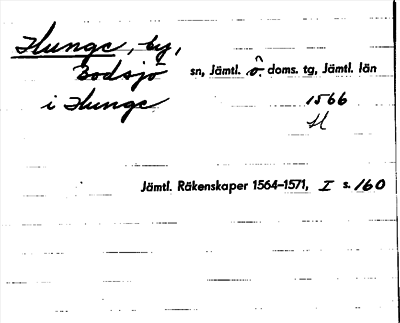 Hunge, by,
Bodsjö sn, Jämtl. ö. doms. tg, Jämtl. län
i Hunge 1566
H
Jämtl. Räkenskaper 1564–1571, I s. 160